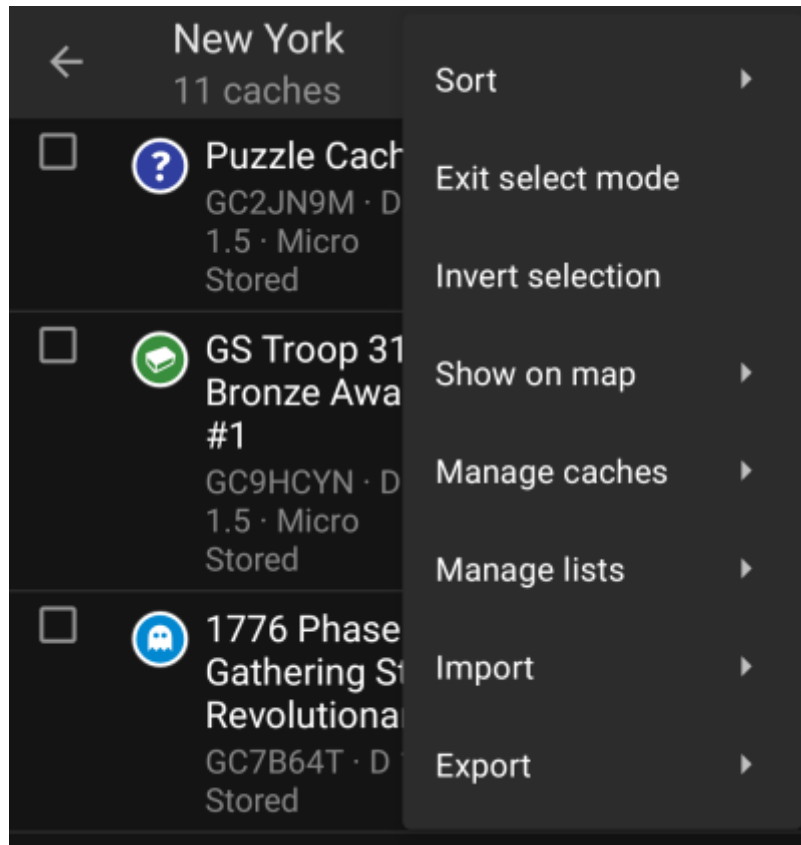 New York
11 caches
Puzzle Cach
GC2JN9M · D
1.5 · Micro
Stored
GS Troop 31
Bronze Awa
#1
GC9HCYN · D
1.5 · Micro
Stored
1776 Phase
Gathering St
Revolutiona
GC7B64T · D
Stored
Sort
Exit select mode
Invert selection
Show on map
Manage caches
Manage lists
Import
Export